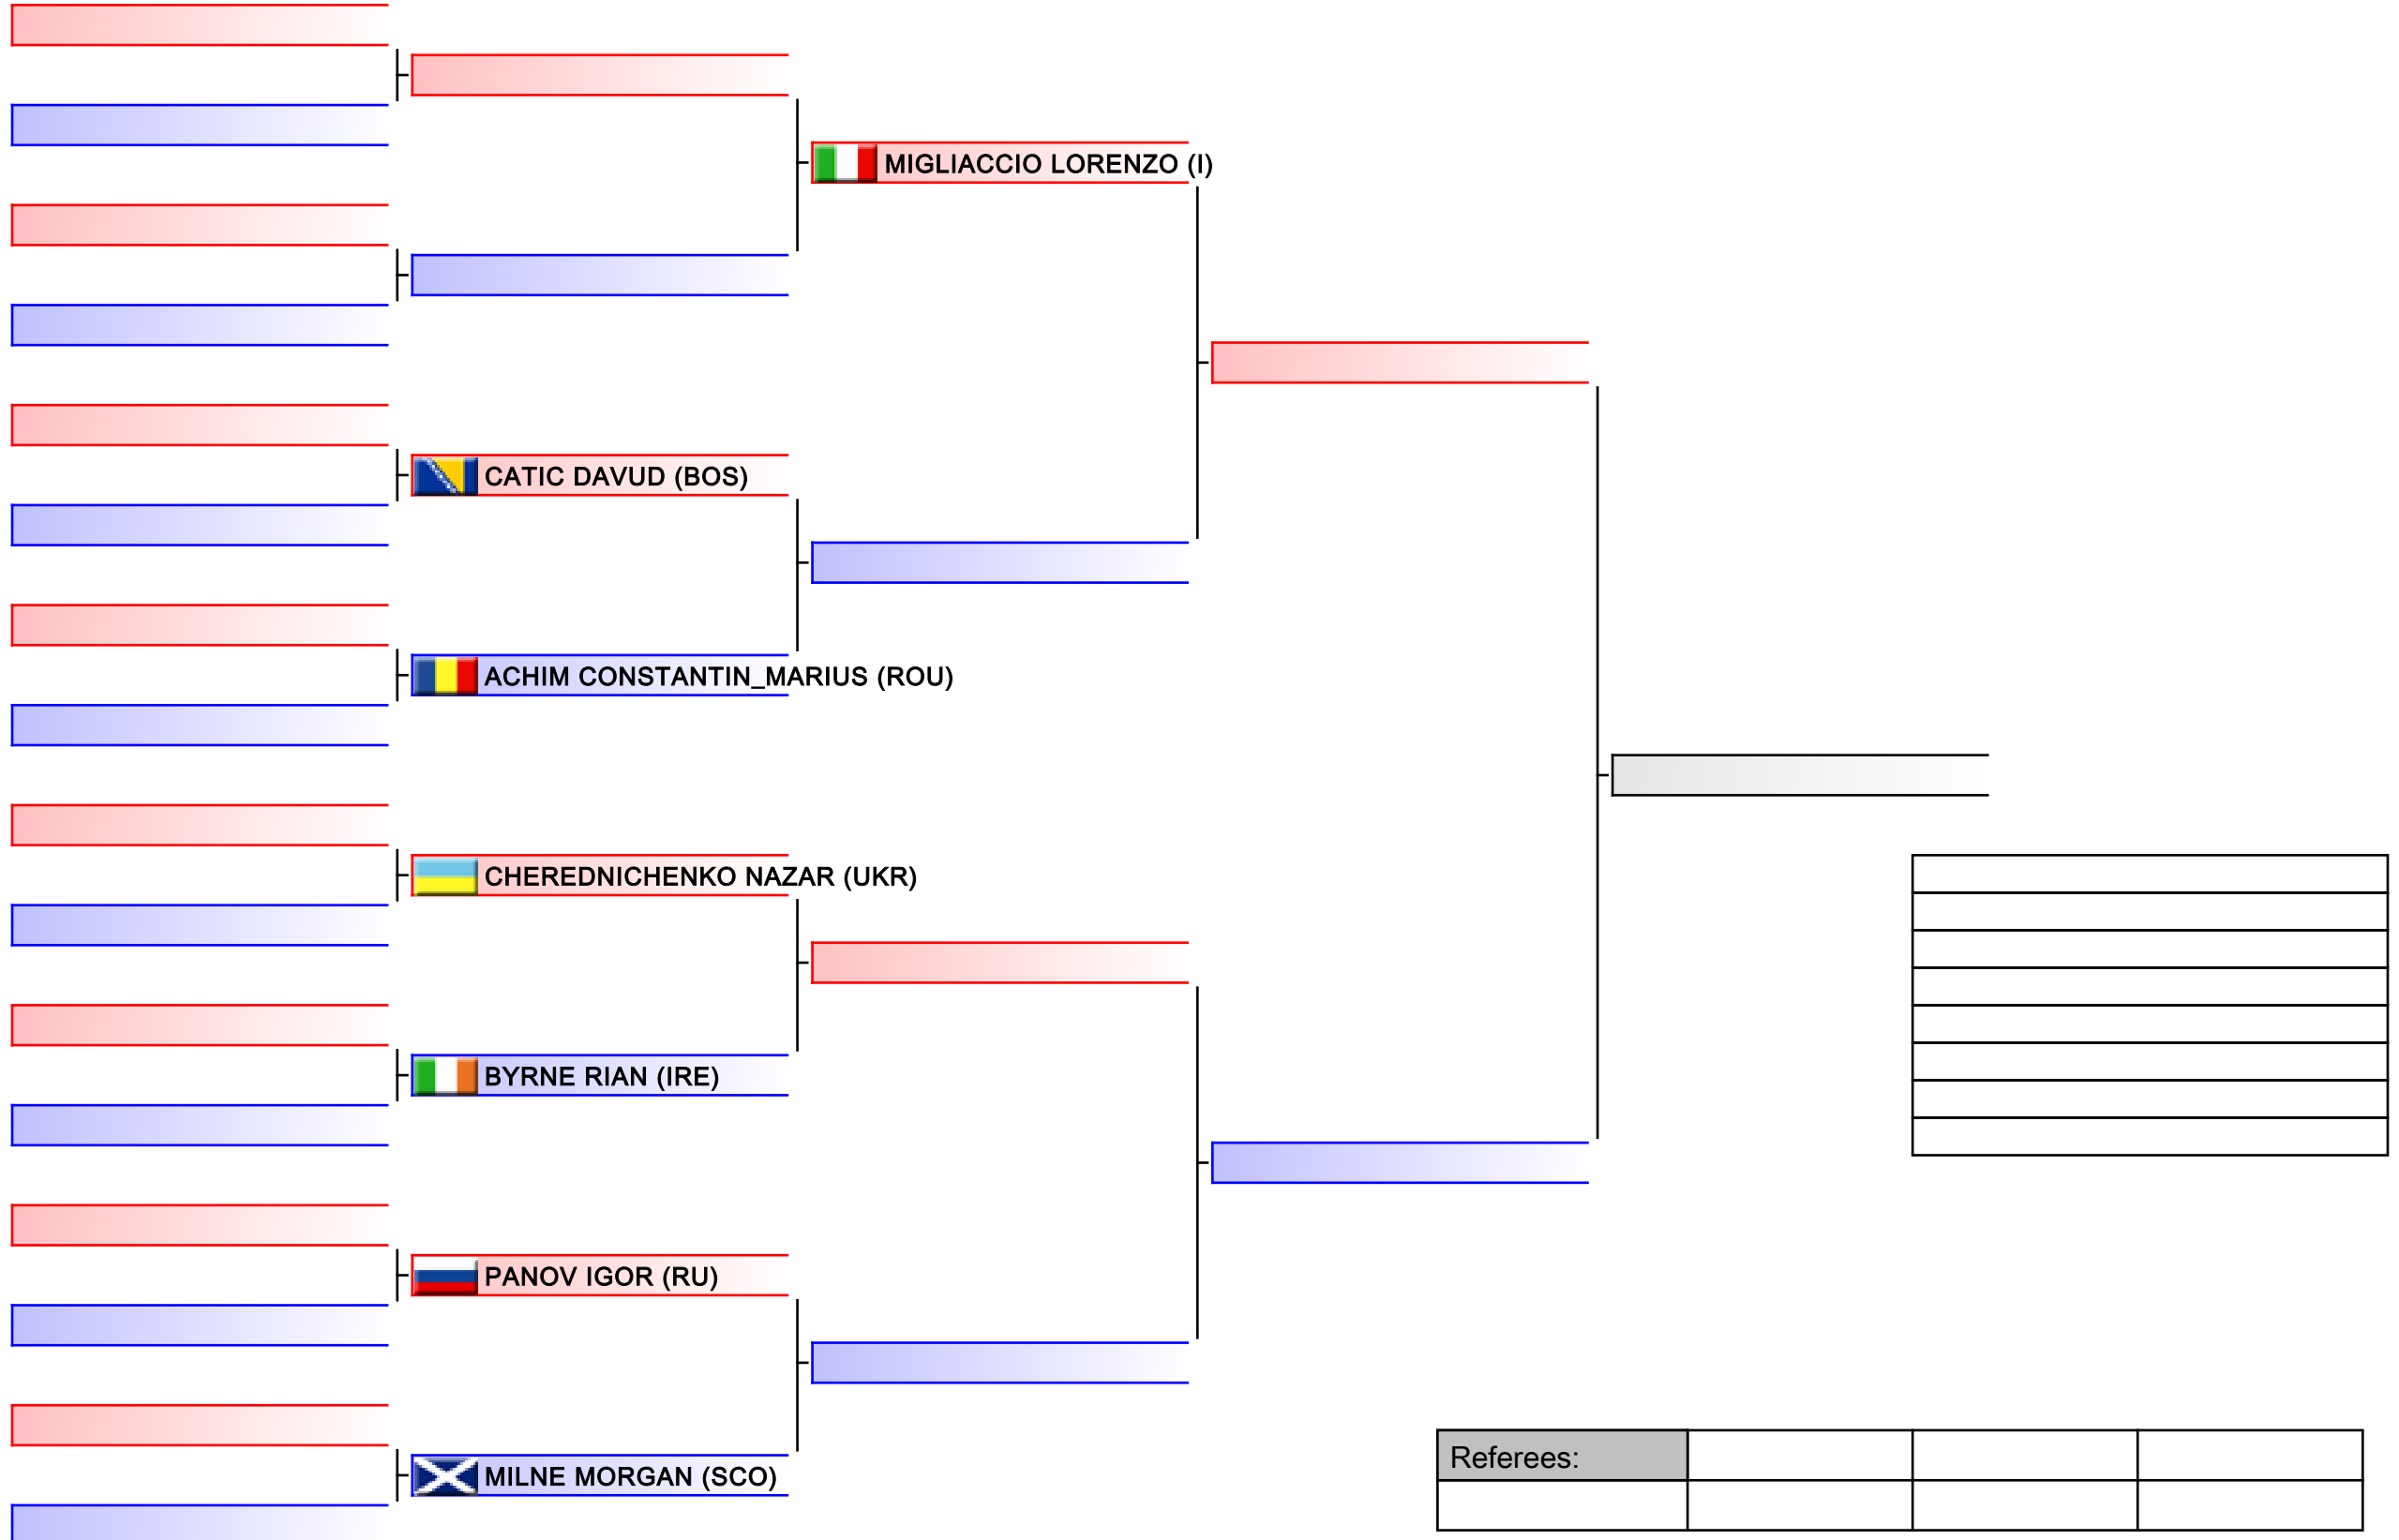 MIGLIACCIO LORENZO (I)
CATIC DAVUD (BOS)
ACHIM CONSTANTIN_MARIUS (ROU)
CHEREDNICHENKO NAZAR (UKR)
BYRNE RIAN (IRE)
PANOV IGOR (RU)
MILNE MORGAN (SCO)
Referees: